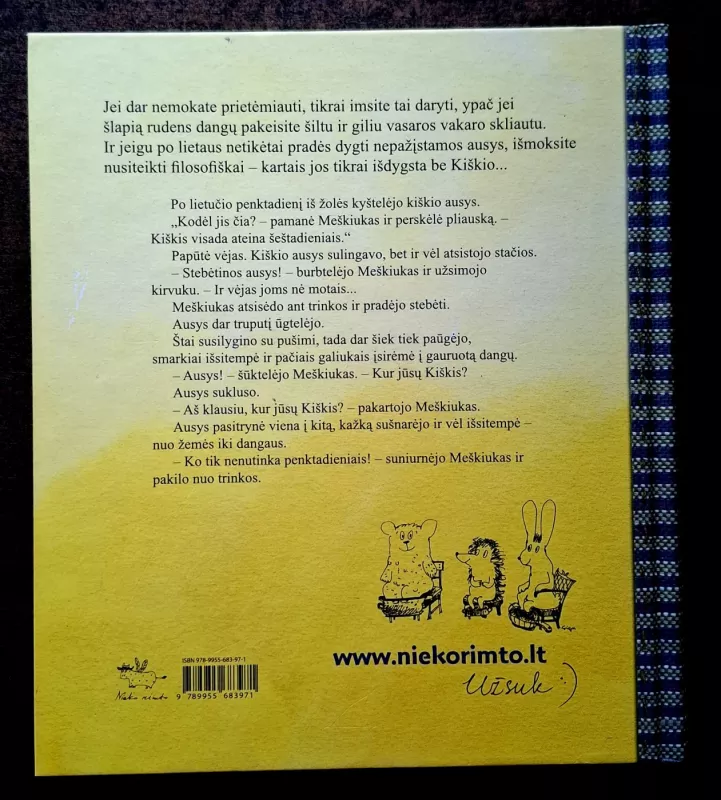 Jei dar nemokate prietėmiauti, tikrai imsite tai daryti, ypač jei
šlapią rudens dangų pakeisite šiltu ir giliu vasaros vakaro skliautu.
Ir jeigu po lietaus netikėtai pradės dygti nepažįstamos ausys, išmoksite
nusiteikti filosofiškai – kartais jos tikrai išdygsta be Kiškio...
Po lietučio penktadienį iš žolės kyštelėjo kiškio ausys.
„Kodėl jis čia? – pamanė Meškiukas ir perskėlė pliauską. –
Kiškis visada ateina šeštadieniais.“
Papūtė vėjas. Kiškio ausys sulingavo, bet ir vėl atsistojo stačios.
– Stebėtinos ausys! – burbtelėjo Meškiukas ir užsimojo
kirvuku. – Ir vėjas joms nė motais...
Meškiukas atsisėdo ant trinkos ir pradėjo stebėti.
Ausys dar truputį ūgtelėjo.
Štai susilygino su pušimi, tada dar šiek tiek paūgėjo,
smarkiai išsitempė ir pačiais galiukais įsirėmė į gauruotą dangų.
– Ausys! – šūktelėjo Meškiukas. – Kur jūsų Kiškis?
Ausys sukluso.
– Aš klausiu, kur jūsų Kiškis? – pakartojo Meškiukas.
Ausys pasitrynė viena į kitą, kažką sušnarėjo ir vėl išsitempė –
nuo žemės iki dangaus.
– Ko tik nenutinka penktadieniais! – suniurnėjo Meškiukas ir
pakilo nuo trinkos.
www.niekorimto.lt
Užsuk :)
ISBN 978-9955-683-97-1
9 789955 683971
Nieko rimto